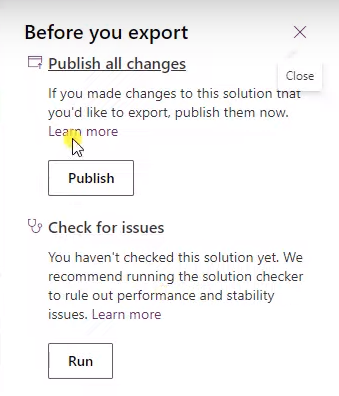 Before you export
Publish all changes
Close
If you made changes to this solution that
you'd like to export, publish them now.
Learn more
Publish
Check for issues
You haven't checked this solution yet. We
recommend running the solution checker
to rule out performance and stability
issues. Learn more
Run